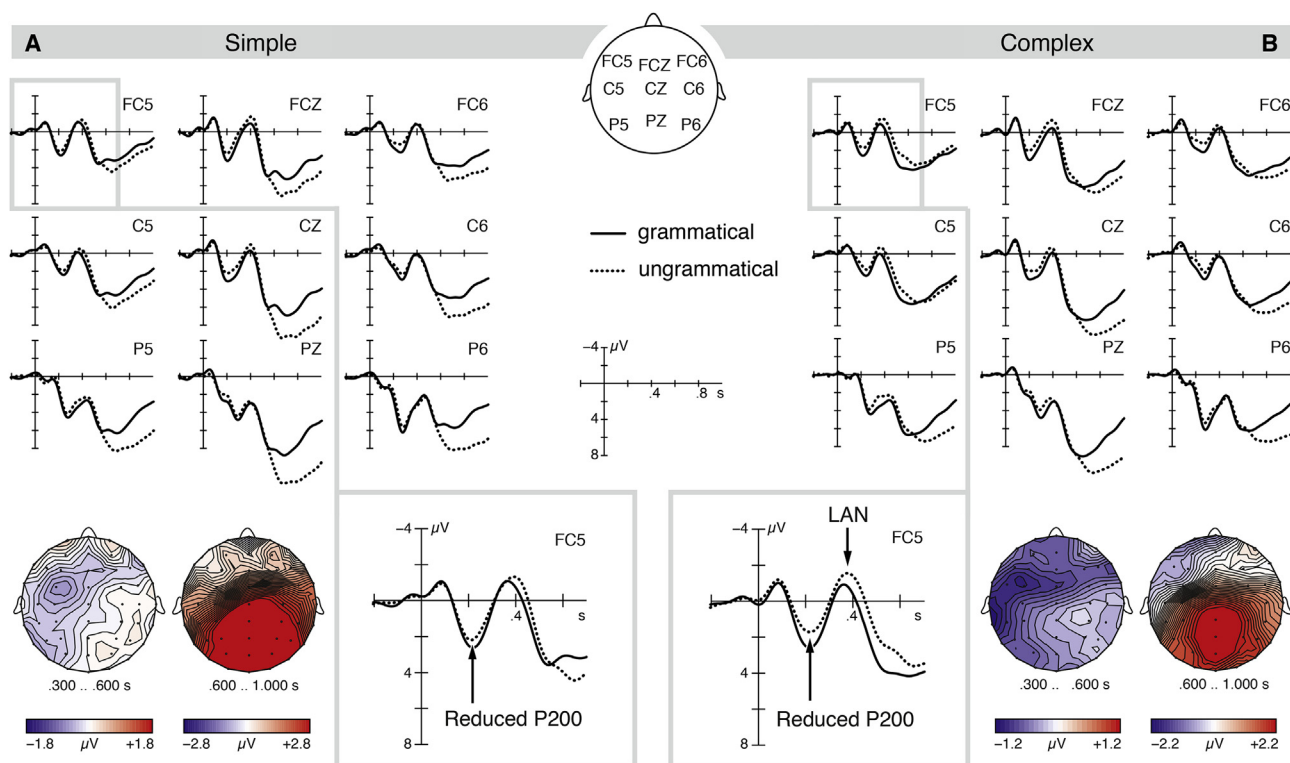 A Simple Complex B
FC5 FCZ FC6
C5 CZ C6
P5 PZ P6
FC5 FCZ FC6
C5 CZ C6
P5 PZ P6
grammatical
ungrammatical
−4 µV
.4 .8 s
4
8
FC5 FCZ FC6
C5 CZ C6
P5 PZ P6
.300 .. .600 s
.600 .. 1.000 s
−1.8 µV +1.8
−2.8 µV +2.8
−4 µV
FC5
.4 s
4
Reduced P200
8
LAN
−4 µV
FC5
.4 s
4
Reduced P200
8
.300 .. .600 s
.600 .. 1.000 s
−1.2 µV +1.2
−2.2 µV +2.2